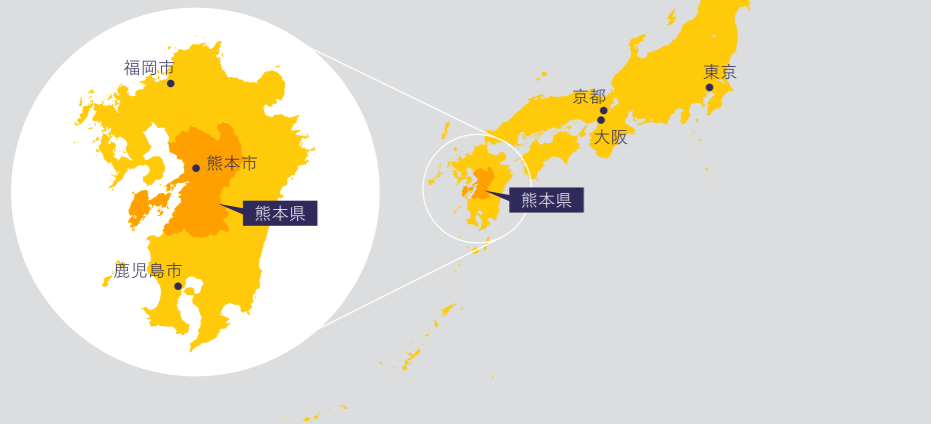 福岡市
熊本市
熊本県
鹿児島市
東京
京都
大阪
熊本県